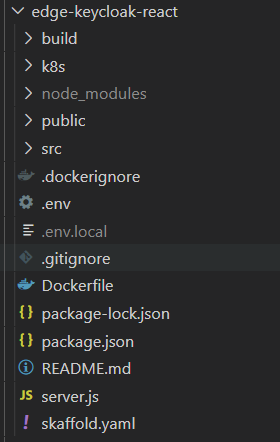 edge-keycloak-react
build
k8s
node_modules
public
src
.dockerignore
.env
.env.local
.gitignore
Dockerfile
package-lock.json
package.json
README.md
JS server.js
skaffold.yaml